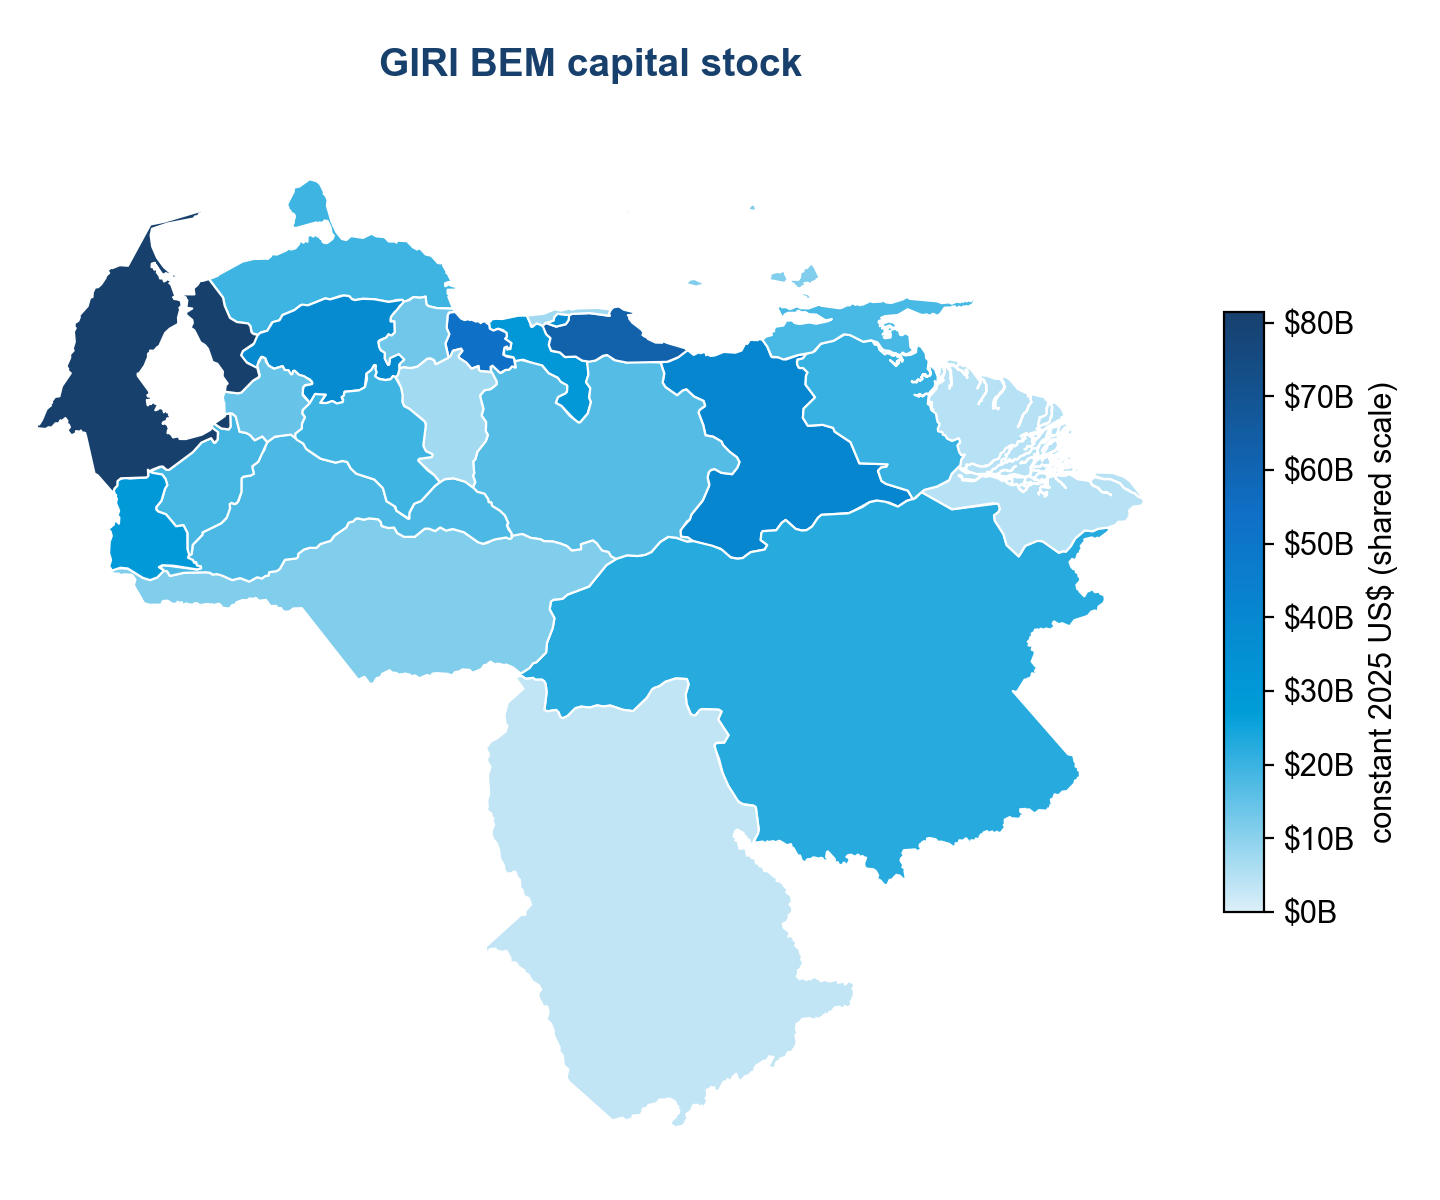 GIRI BEM capital stock
$80B
$70B
$60B
$50B
$40B
$30B
$20B
$10B
$0B
constant 2025 US$ (shared scale)